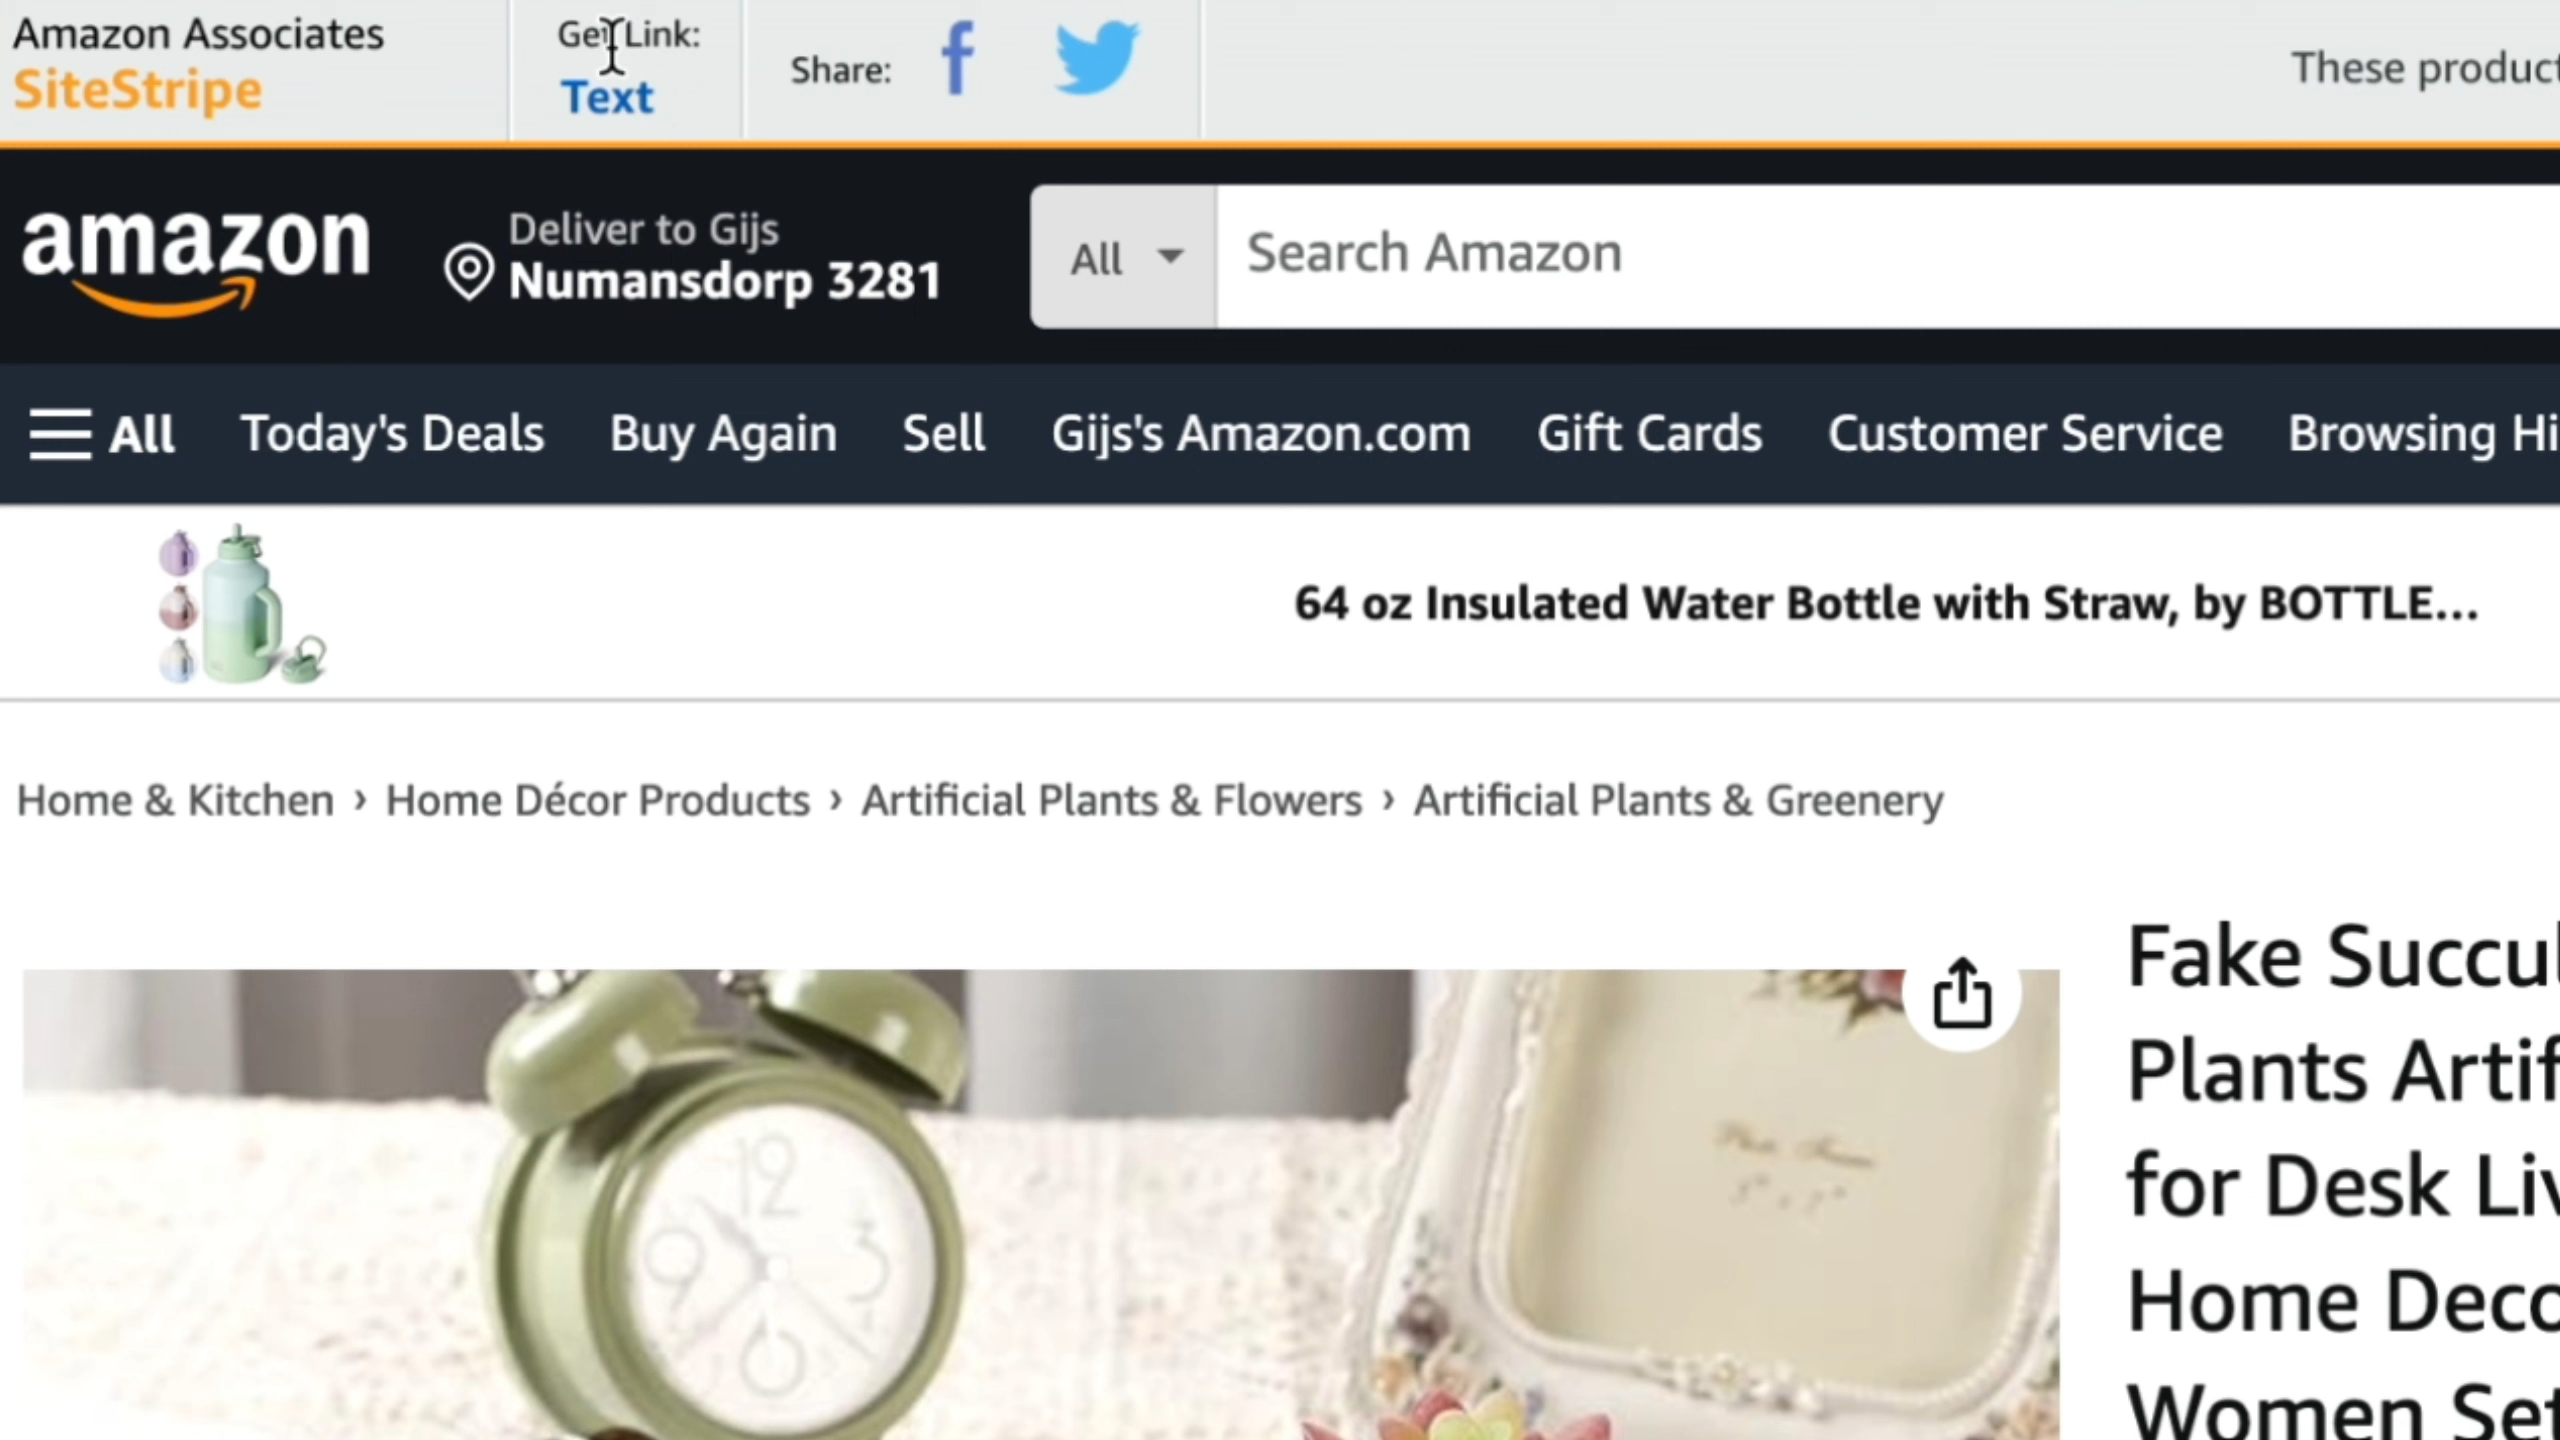 Amazon Associates
SiteStripe
Get Link:
Text
Share:
These product
amazon
Deliver to Gijs
Numansdorp 3281
All
Search Amazon
All
Today's Deals
Buy Again
Sell
Gijs's Amazon.com
Gift Cards
Customer Service
Browsing Hi
64 oz Insulated Water Bottle with Straw, by BOTTLE...
Home & Kitchen › Home Décor Products › Artificial Plants & Flowers › Artificial Plants & Greenery
Fake Succul
Plants Artif
for Desk Liv
Home Deco
Women Set
12
9
3